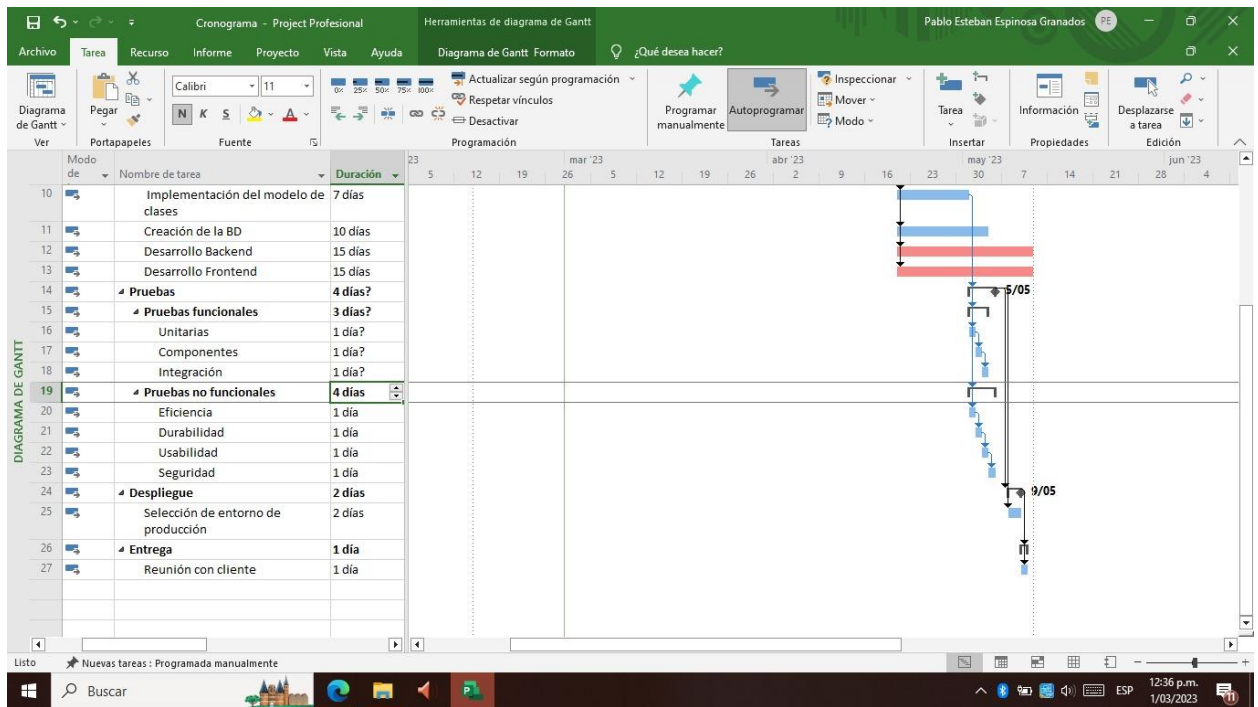 Cronograma - Project Profesional
Herramientas de diagrama de Gantt
Pablo Esteban Espinosa Granados
PE
Archivo Tarea Recurso Informe Proyecto Vista Ayuda Diagrama de Gantt Formato ¿Qué desea hacer?
Diagrama de Gantt
Ver
Pegar
Portapapeles
Calibri 11
N K S A
Fuente
0% 25% 50% 75% 100%
Actualizar según programación
Respetar vínculos
Desactivar
Programación
Programar manualmente
Autoprogramar
Inspeccionar
Mover
Modo
Tareas
Tarea
Insertar
Información
Propiedades
Desplazarse a tarea
Edición
Modo de Nombre de tarea Duración
23 mar '23 abr '23 may '23 jun '23
5 12 19 26 5 12 19 26 2 9 16 23 30 7 14 21 28 4
10 Implementación del modelo de clases 7 días
11 Creación de la BD 10 días
12 Desarrollo Backend 15 días
13 Desarrollo Frontend 15 días
14 Pruebas 4 días? 5/05
15 Pruebas funcionales 3 días?
16 Unitarias 1 día?
17 Componentes 1 día?
18 Integración 1 día?
19 Pruebas no funcionales 4 días
20 Eficiencia 1 día
21 Durabilidad 1 día
22 Usabilidad 1 día
23 Seguridad 1 día
24 Despliegue 2 días 9/05
25 Selección de entorno de producción 2 días
26 Entrega 1 día
27 Reunión con cliente 1 día
DIAGRAMA DE GANTT
Listo Nuevas tareas : Programada manualmente
Buscar
ESP
12:36 p.m.
1/03/2023
11